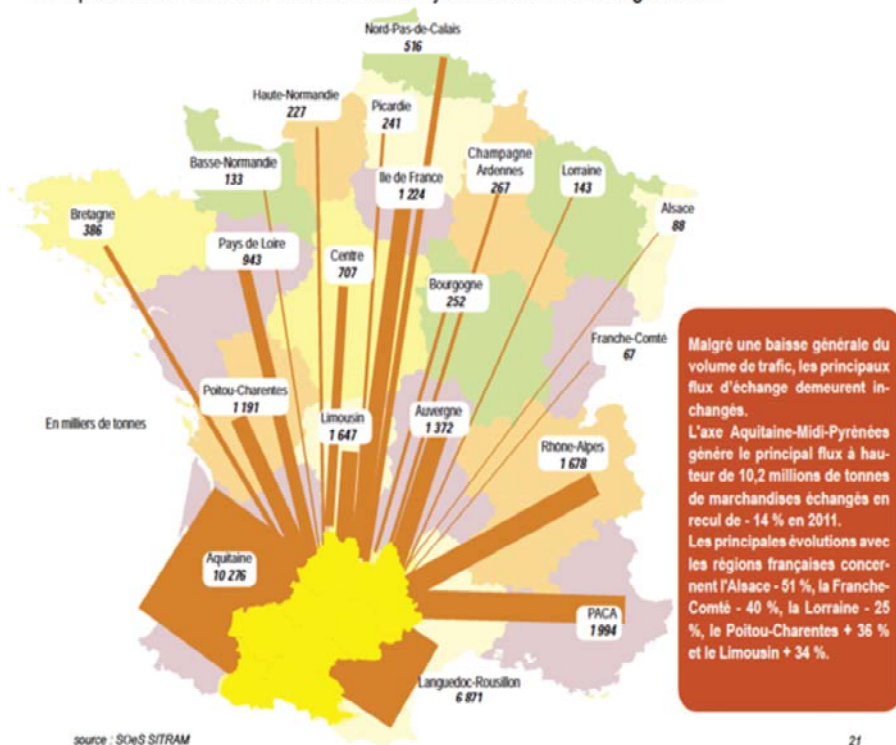 Nord-Pas-de-Calais
516
Haute-Normandie
227
Picardie
241
Basse-Normandie
133
Ile de France
1 224
Champagne
Ardennes
267
Lorraine
143
Alsace
88
Bretagne
386
Pays de Loire
943
Centre
707
Bourgogne
252
Franche-Comté
67
Poitou-Charentes
1 191
Limousin
1 647
Auvergne
1 372
Rhône-Alpes
1 678
En milliers de tonnes
Aquitaine
10 276
PACA
1 994
Languedoc-Rousillon
6 871
Malgré une baisse générale du
volume de trafic, les principaux
flux d'échange demeurent in-
changés.
L'axe Aquitaine-Midi-Pyrénées
génère le principal flux à hau-
teur de 10,2 millions de tonnes
de marchandises échangés en
recul de - 14 % en 2011.
Les principales évolutions avec
les régions françaises concer-
nent l'Alsace - 51 %, la Franche-
Comté - 40 %, la Lorraine - 25
%, le Poitou-Charentes + 36 %
et le Limousin + 34 %.
source : SOeS SITRAM
21